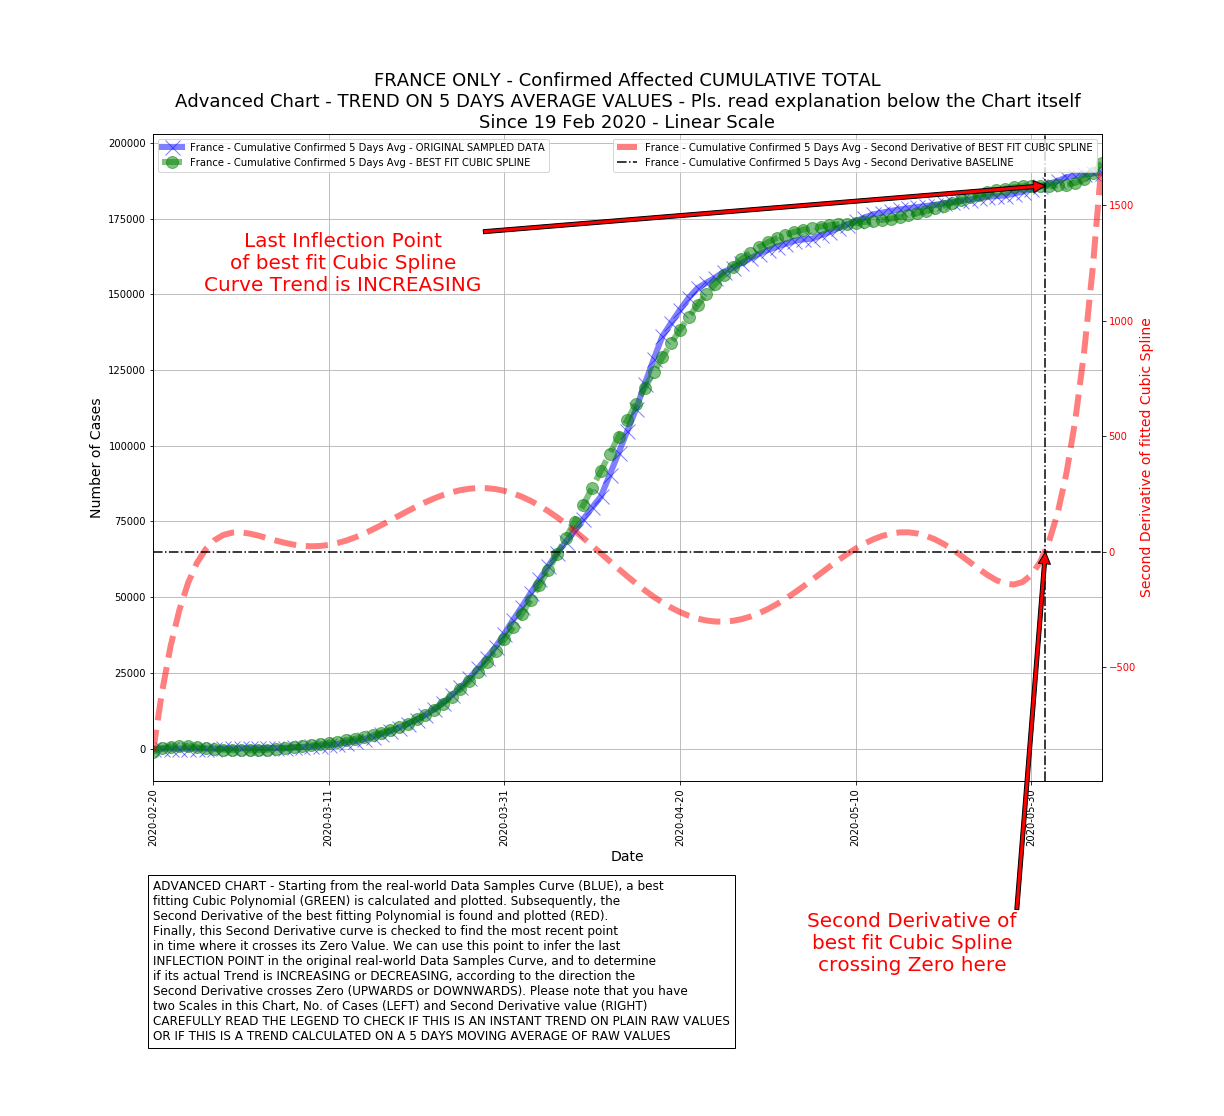 FRANCE ONLY - Confirmed Affected CUMULATIVE TOTAL
Advanced Chart - TREND ON 5 DAYS AVERAGE VALUES - Pls. read explanation below the Chart itself
Since 19 Feb 2020 - Linear Scale
France - Cumulative Confirmed 5 Days Avg - ORIGINAL SAMPLED DATA
France - Cumulative Confirmed 5 Days Avg - BEST FIT CUBIC SPLINE
France - Cumulative Confirmed 5 Days Avg - Second Derivative of BEST FIT CUBIC SPLINE
France - Cumulative Confirmed 5 Days Avg - Second Derivative BASELINE
Last Inflection Point
of best fit Cubic Spline
Curve Trend is INCREASING
Number of Cases
200000
175000
150000
125000
100000
75000
50000
25000
0
1500
1000
500
0
−500
Second Derivative of fitted Cubic Spline
2020-02-20
2020-03-11
2020-03-31
2020-04-20
2020-05-10
2020-05-30
Date
ADVANCED CHART - Starting from the real-world Data Samples Curve (BLUE), a best
fitting Cubic Polynomial (GREEN) is calculated and plotted. Subsequently, the
Second Derivative of the best fitting Polynomial is found and plotted (RED).
Finally, this Second Derivative curve is checked to find the most recent point
in time where it crosses its Zero Value. We can use this point to infer the last
INFLECTION POINT in the original real-world Data Samples Curve, and to determine
if its actual Trend is INCREASING or DECREASING, according to the direction the
Second Derivative crosses Zero (UPWARDS or DOWNWARDS). Please note that you have
two Scales in this Chart, No. of Cases (LEFT) and Second Derivative value (RIGHT)
CAREFULLY READ THE LEGEND TO CHECK IF THIS IS AN INSTANT TREND ON PLAIN RAW VALUES
OR IF THIS IS A TREND CALCULATED ON A 5 DAYS MOVING AVERAGE OF RAW VALUES
Second Derivative of
best fit Cubic Spline
crossing Zero here